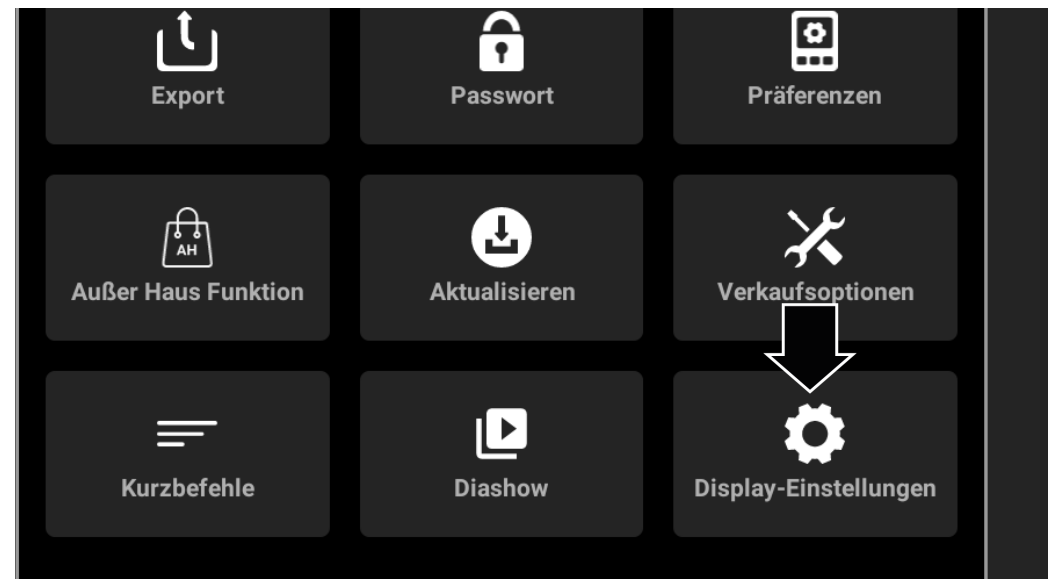 Export
Passwort
Präferenzen
AH
Außer Haus Funktion
Aktualisieren
Verkaufsoptionen
Kurzbefehle
Diashow
Display-Einstellungen